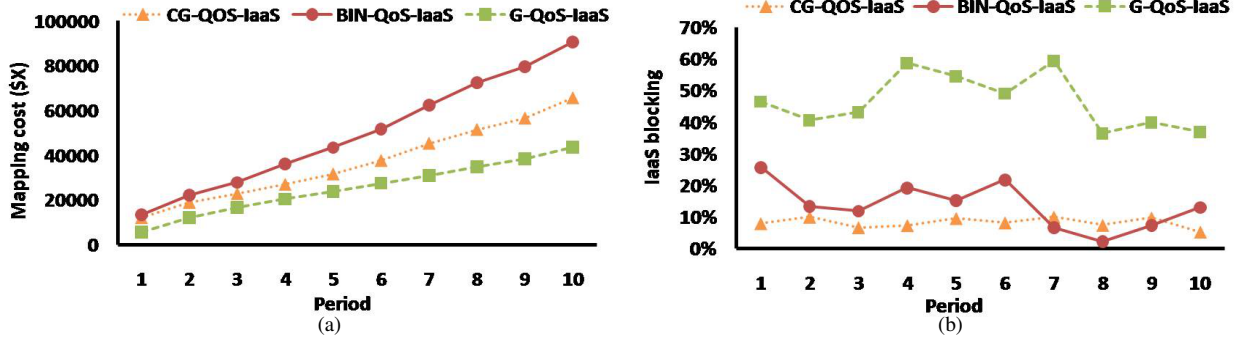 CG-QOS-IaaS BIN-QoS-IaaS G-QoS-IaaS
100000
80000
60000
40000
20000
0
Mapping cost ($X)
1 2 3 4 5 6 7 8 9 10
Period
(a)
CG-QOS-IaaS BIN-QoS-IaaS G-QoS-IaaS
70%
60%
50%
40%
30%
20%
10%
0%
IaaS blocking
1 2 3 4 5 6 7 8 9 10
Period
(b)